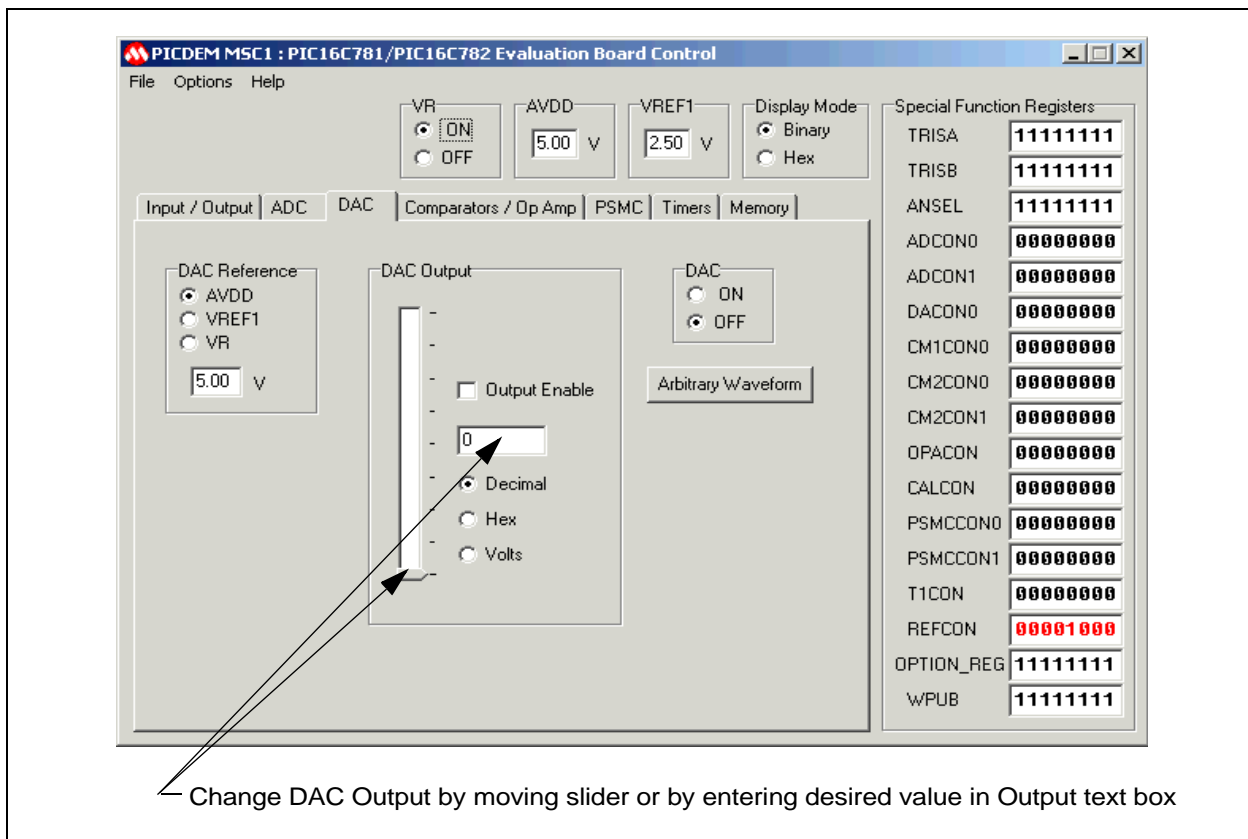 PICDEM MSC1 : PIC16C781/PIC16C782 Evaluation Board Control
File Options Help
VR
ON
OFF
AVDD
5.00 V
VREF1
2.50 V
Display Mode
Binary
Hex
Input / Output ADC DAC Comparators / Op Amp PSMC Timers Memory
DAC Reference
AVDD
VREF1
VR
5.00 V
DAC Output
Output Enable
0
Decimal
Hex
Volts
DAC
ON
OFF
Arbitrary Waveform
Special Function Registers
TRISA 11111111
TRISB 11111111
ANSEL 11111111
ADCON0 00000000
ADCON1 00000000
DACON0 00000000
CM1CON0 00000000
CM2CON0 00000000
CM2CON1 00000000
OPACON 00000000
CALCON 00000000
PSMCCON0 00000000
PSMCCON1 00000000
T1CON 00000000
REFCON 00001000
OPTION_REG 11111111
WPUB 11111111
Change DAC Output by moving slider or by entering desired value in Output text box